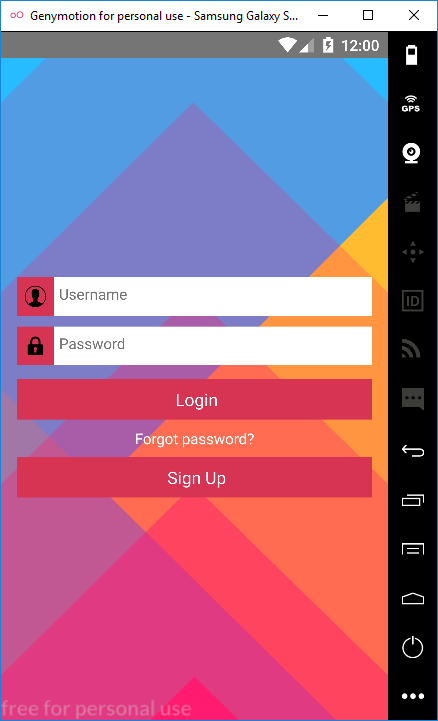 Genymotion for personal use - Samsung Galaxy S...
12:00
GPS
Username
ID
Password
Login
Forgot password?
Sign Up
free for personal use